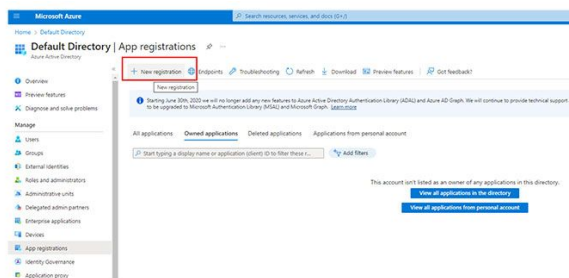 Microsoft Azure
Search resources, services, and docs (G+/)
Home > Default Directory
Default Directory | App registrations
Azure Active Directory
New registration
Endpoints
Troubleshooting
Refresh
Download
Preview features
Got feedback?
New registration
Overview
Preview features
Diagnose and solve problems
Manage
Users
Groups
External Identities
Roles and administrators
Administrative units
Delegated admin partners
Enterprise applications
Devices
App registrations
Identity Governance
Application proxy
Starting June 30th, 2020 we will no longer add any new features to Azure Active Directory Authentication Library (ADAL) and Azure AD Graph. We will continue to provide technical support
to be upgraded to Microsoft Authentication Library (MSAL) and Microsoft Graph. Learn more
All applications
Owned applications
Deleted applications
Applications from personal account
Start typing a display name or application (client) ID to filter these r...
Add filters
This account isn't listed as an owner of any applications in this directory.
View all applications in the directory
View all applications from personal account